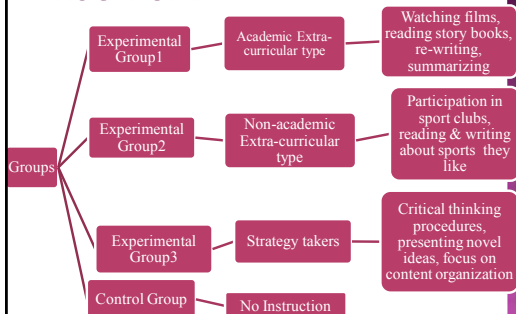 Groups
Experimental
Group1
Academic Extra-
curricular type
Watching films,
reading story books,
re-writing,
summarizing
Experimental
Group2
Non-academic
Extra-curricular
type
Participation in
sport clubs,
reading & writing
about sports they
like
Experimental
Group3
Strategy takers
Critical thinking
procedures,
presenting novel
ideas, focus on
content organization
Control Group
No Instruction